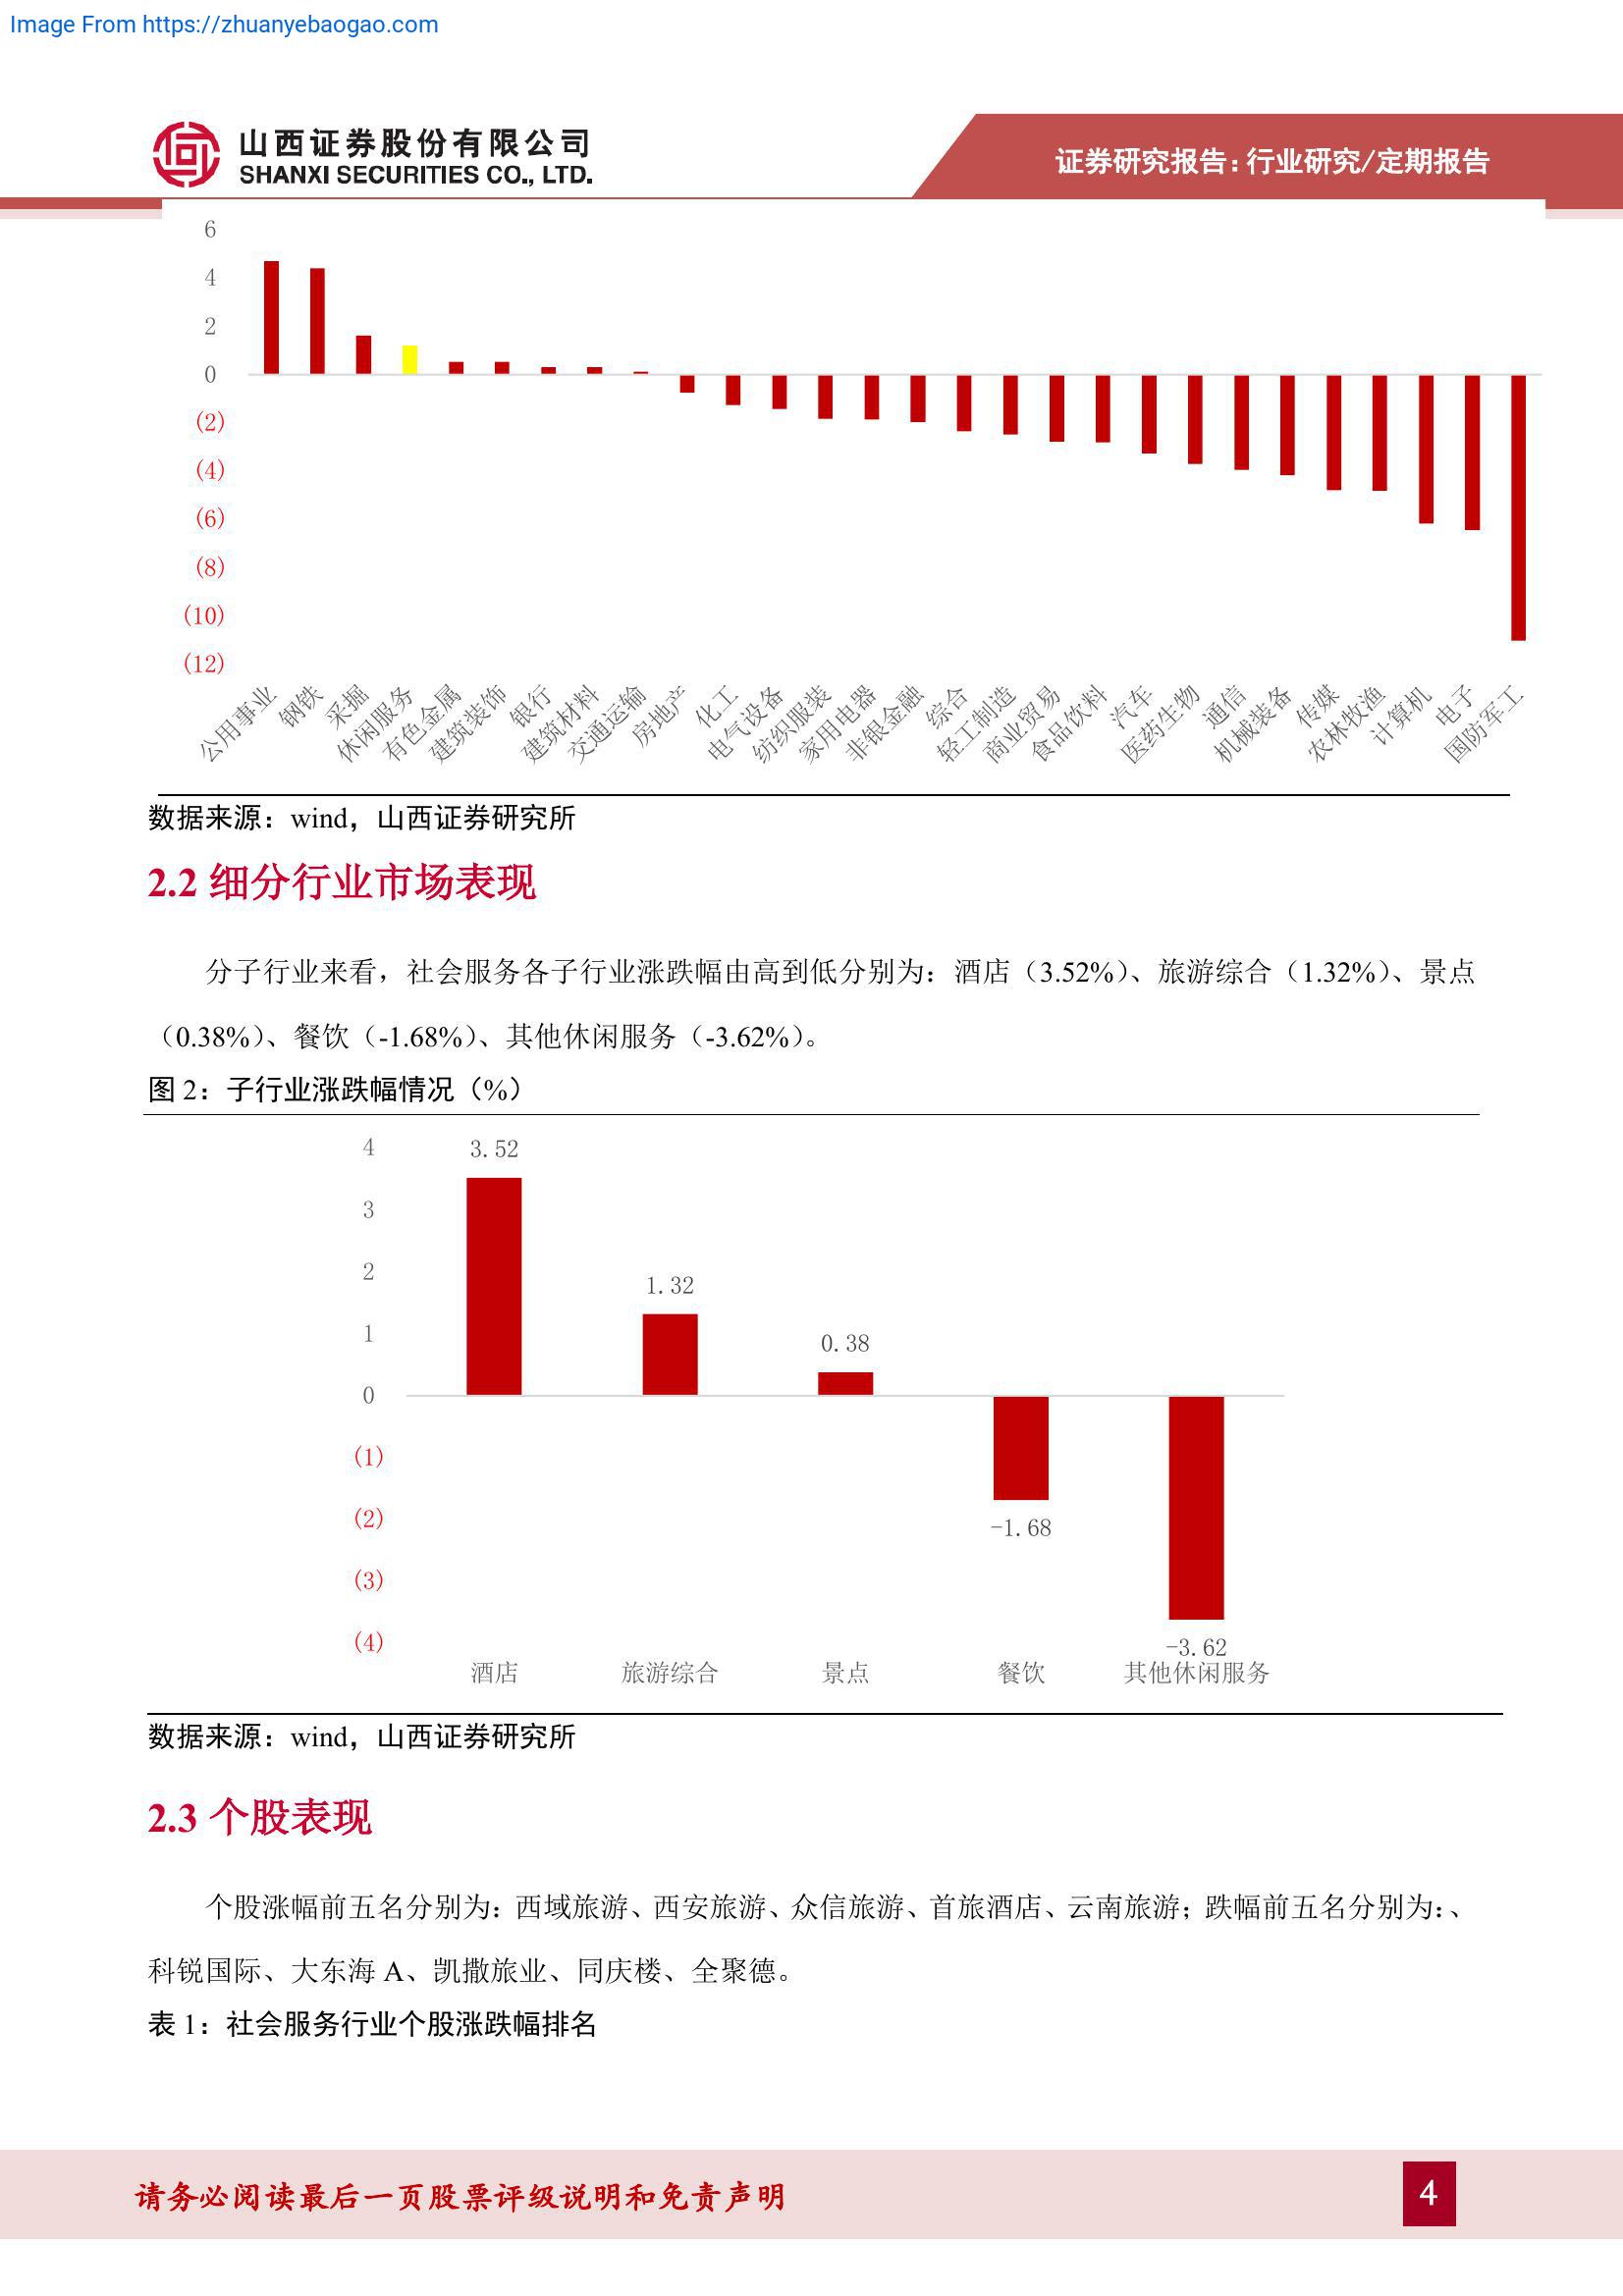 Image From https://zhuanyebaogao.com
山西证券股份有限公司
SHANXI SECURITIES CO., LTD.
证券研究报告:行业研究/定期报告
6
4
2
0
(2)
(4)
(6)
(8)
(10)
(12)
公用事业 钢铁 采掘 休闲服务 有色金属 建筑装饰 银行 建筑材料 交通运输 房地产 化工 电气设备 纺织服装 家用电器 非银金融 综合 轻工制造 商业贸易 食品饮料 汽车 医药生物 通信 机械装备 传媒 农林牧渔 计算机 电子 国防军工
数据来源：wind，山西证券研究所
2.2 细分行业市场表现
分子行业来看，社会服务各子行业涨跌幅由高到低分别为：酒店（3.52%）、旅游综合（1.32%）、景点
（0.38%）、餐饮（-1.68%）、其他休闲服务（-3.62%）。
图 2：子行业涨跌幅情况（%）
4
3
2
1
0
(1)
(2)
(3)
(4)
3.52
1.32
0.38
-1.68
-3.62
酒店 旅游综合 景点 餐饮 其他休闲服务
数据来源：wind，山西证券研究所
2.3 个股表现
个股涨幅前五名分别为：西域旅游、西安旅游、众信旅游、首旅酒店、云南旅游；跌幅前五名分别为：、
科锐国际、大东海 A、凯撒旅业、同庆楼、全聚德。
表 1：社会服务行业个股涨跌幅排名
请务必阅读最后一页股票评级说明和免责声明
4